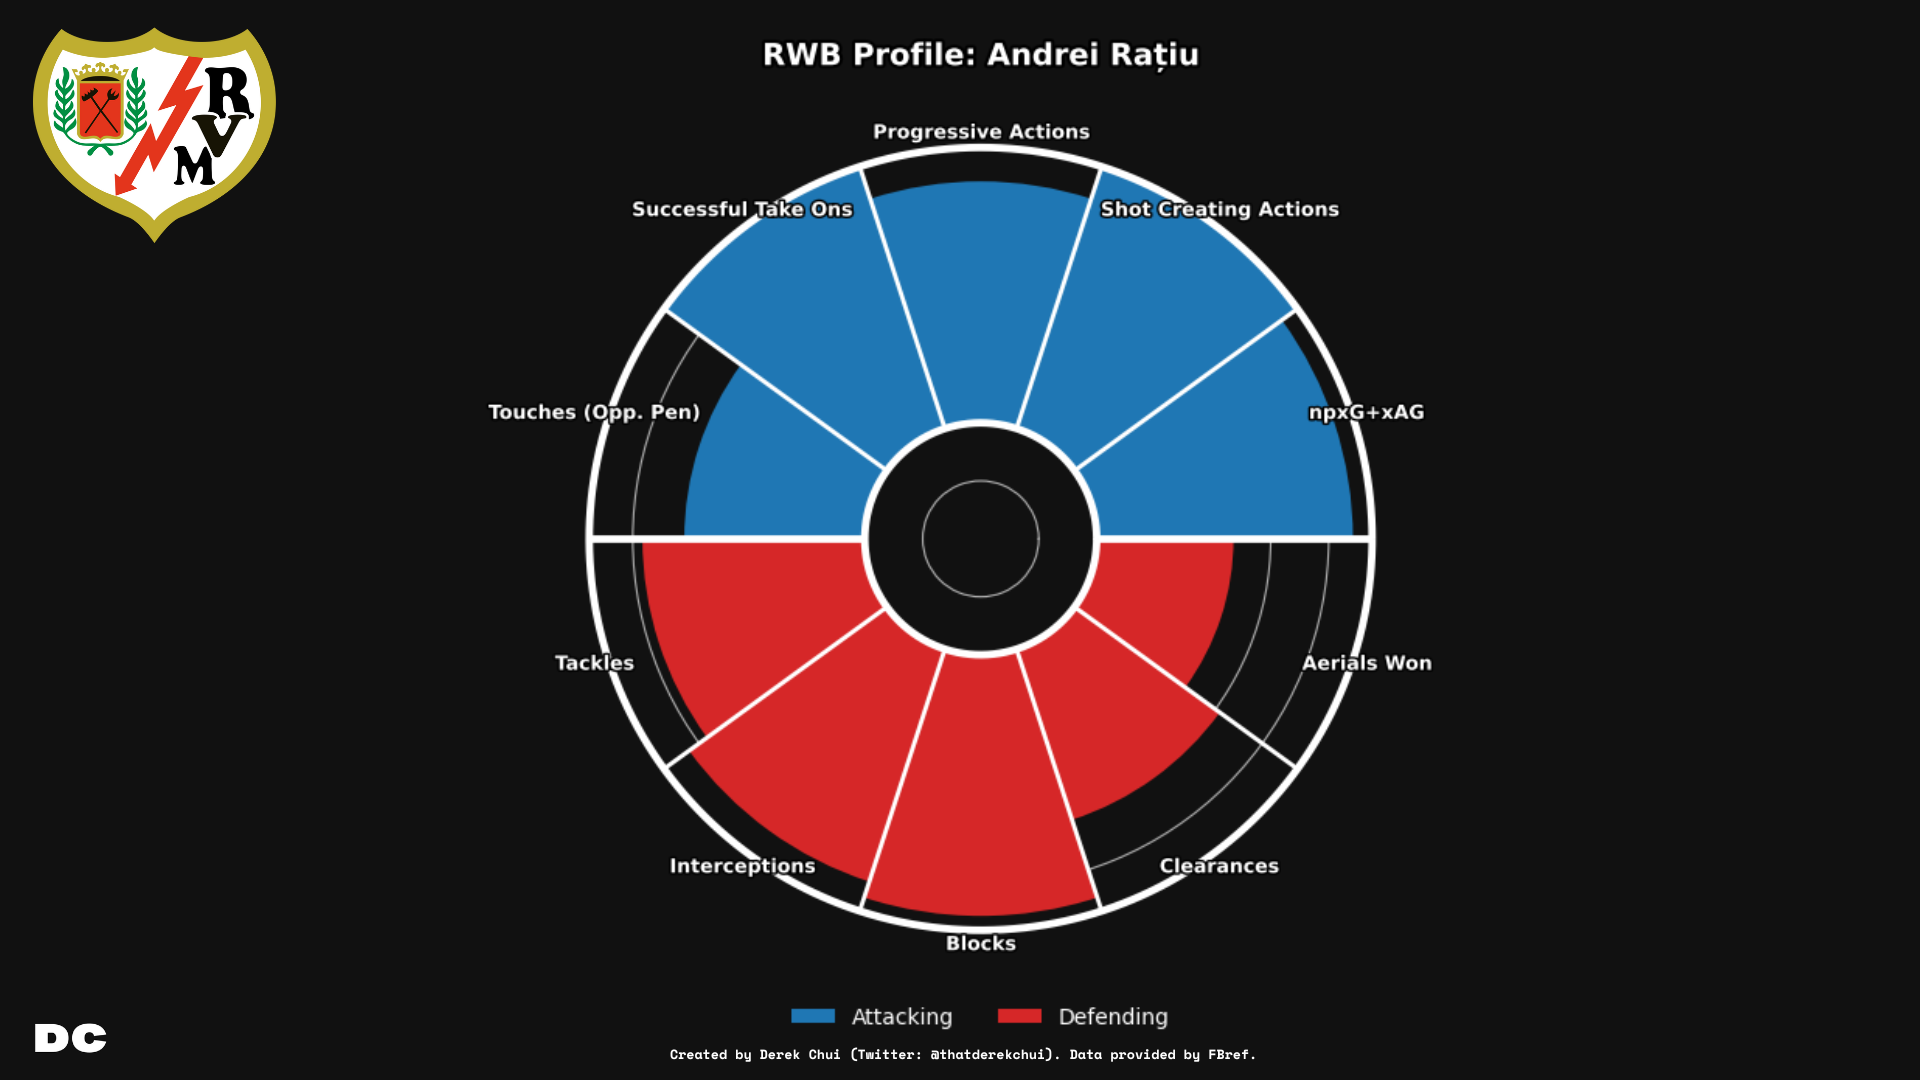 RWB Profile: Andrei Rațiu
R
V
M
Progressive Actions
Successful Take Ons
Shot Creating Actions
Touches (Opp. Pen)
npxG+xAG
Tackles
Aerials Won
Interceptions
Clearances
Blocks
Attacking
Defending
DC
Created by Derek Chui (Twitter: @thatderekchui). Data provided by FBref.